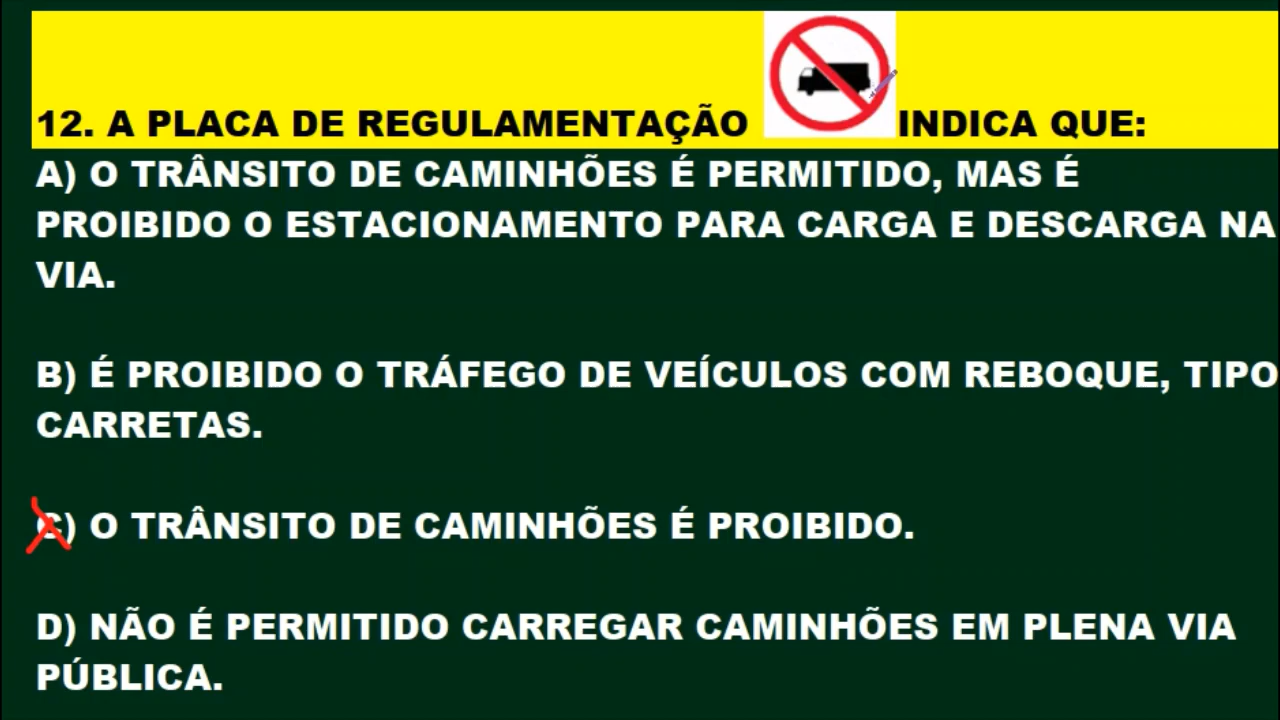 12. A PLACA DE REGULAMENTAÇÃO INDICA QUE:
A) O TRÂNSITO DE CAMINHÕES É PERMITIDO, MAS É
PROIBIDO O ESTACIONAMENTO PARA CARGA E DESCARGA NA
VIA.
B) É PROIBIDO O TRÁFEGO DE VEÍCULOS COM REBOQUE, TIPO
CARRETAS.
C) O TRÂNSITO DE CAMINHÕES É PROIBIDO.
D) NÃO É PERMITIDO CARREGAR CAMINHÕES EM PLENA VIA
PÚBLICA.